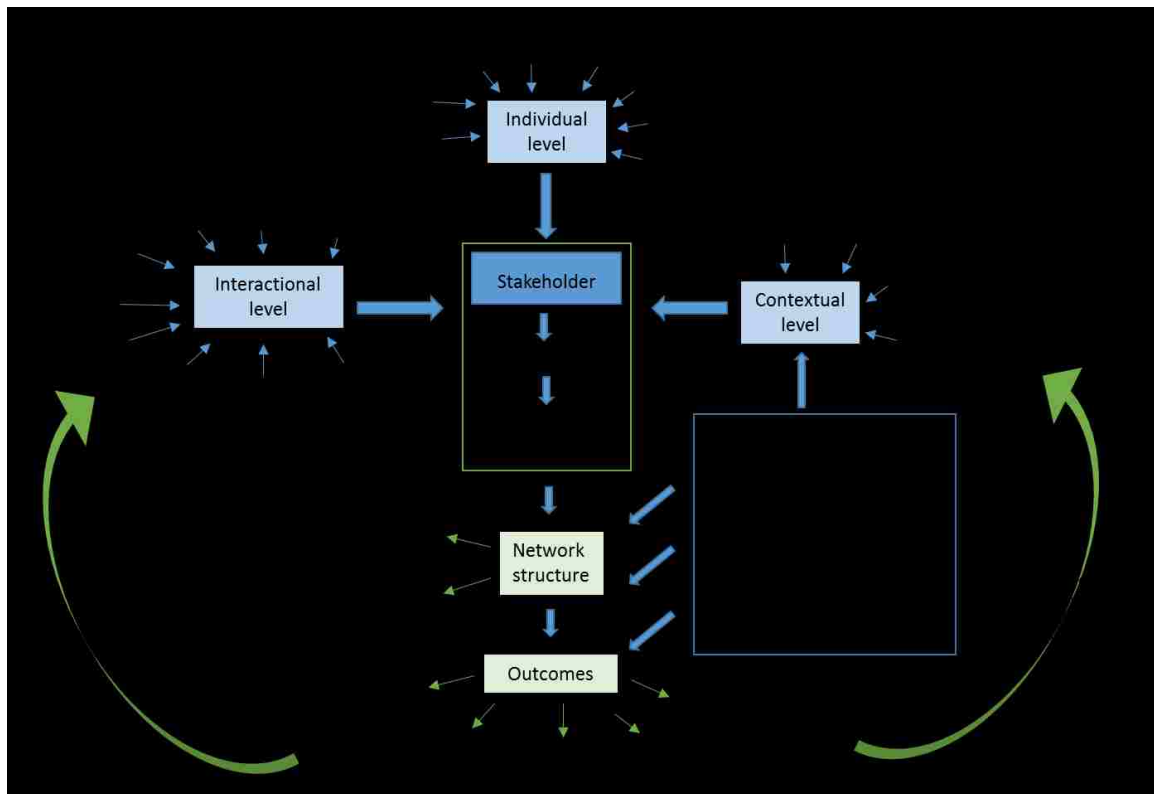 Individual
level
Interactional
level
Stakeholder
Contextual
level
Network
structure
Outcomes